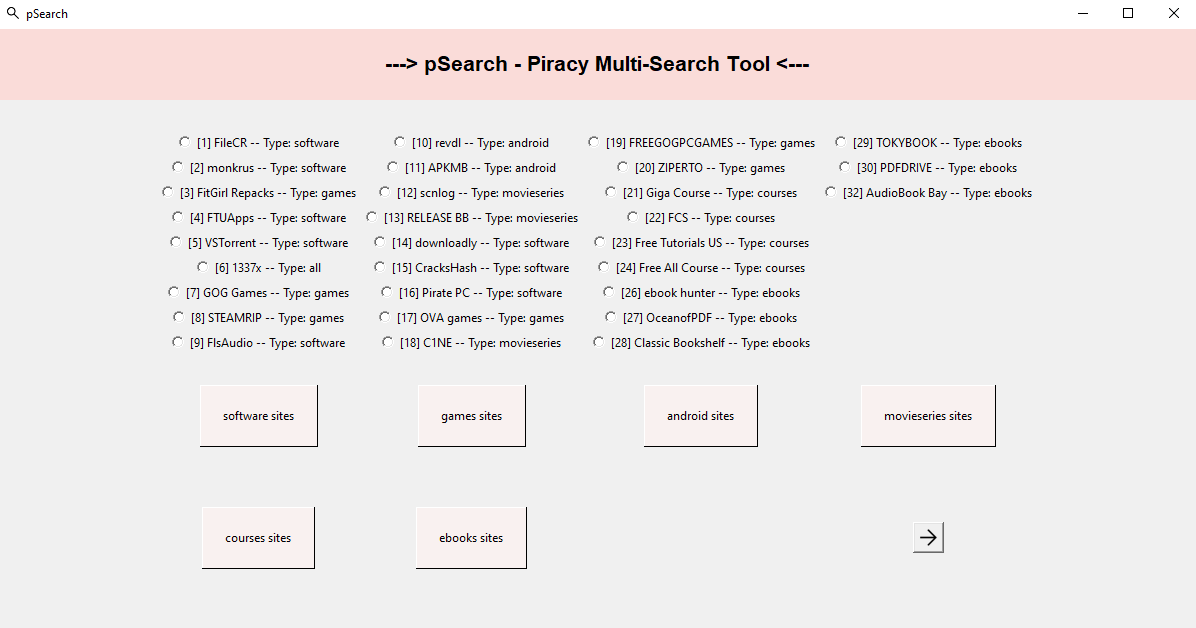 pSearch
---> pSearch - Piracy Multi-Search Tool <---
[1] FileCR -- Type: software
[2] monkrus -- Type: software
[3] FitGirl Repacks -- Type: games
[4] FTUApps -- Type: software
[5] VSTorrent -- Type: software
[6] 1337x -- Type: all
[7] GOG Games -- Type: games
[8] STEAMRIP -- Type: games
[9] FlsAudio -- Type: software
[10] revdl -- Type: android
[11] APKMB -- Type: android
[12] scnlog -- Type: movieseries
[13] RELEASE BB -- Type: movieseries
[14] downloadly -- Type: software
[15] CracksHash -- Type: software
[16] Pirate PC -- Type: software
[17] OVA games -- Type: games
[18] C1NE -- Type: movieseries
[19] FREEGOGPCGAMES -- Type: games
[20] ZIPERTO -- Type: games
[21] Giga Course -- Type: courses
[22] FCS -- Type: courses
[23] Free Tutorials US -- Type: courses
[24] Free All Course -- Type: courses
[26] ebook hunter -- Type: ebooks
[27] OceanofPDF -- Type: ebooks
[28] Classic Bookshelf -- Type: ebooks
[29] TOKYBOOK -- Type: ebooks
[30] PDFDRIVE -- Type: ebooks
[32] AudioBook Bay -- Type: ebooks
software sites
games sites
android sites
movieseries sites
courses sites
ebooks sites